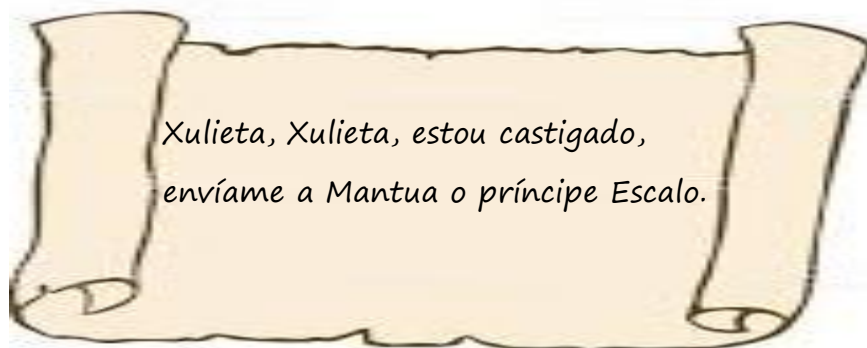 Xulieta, Xulieta, estou castigado,
envíame a Mantua o príncipe Escalo.